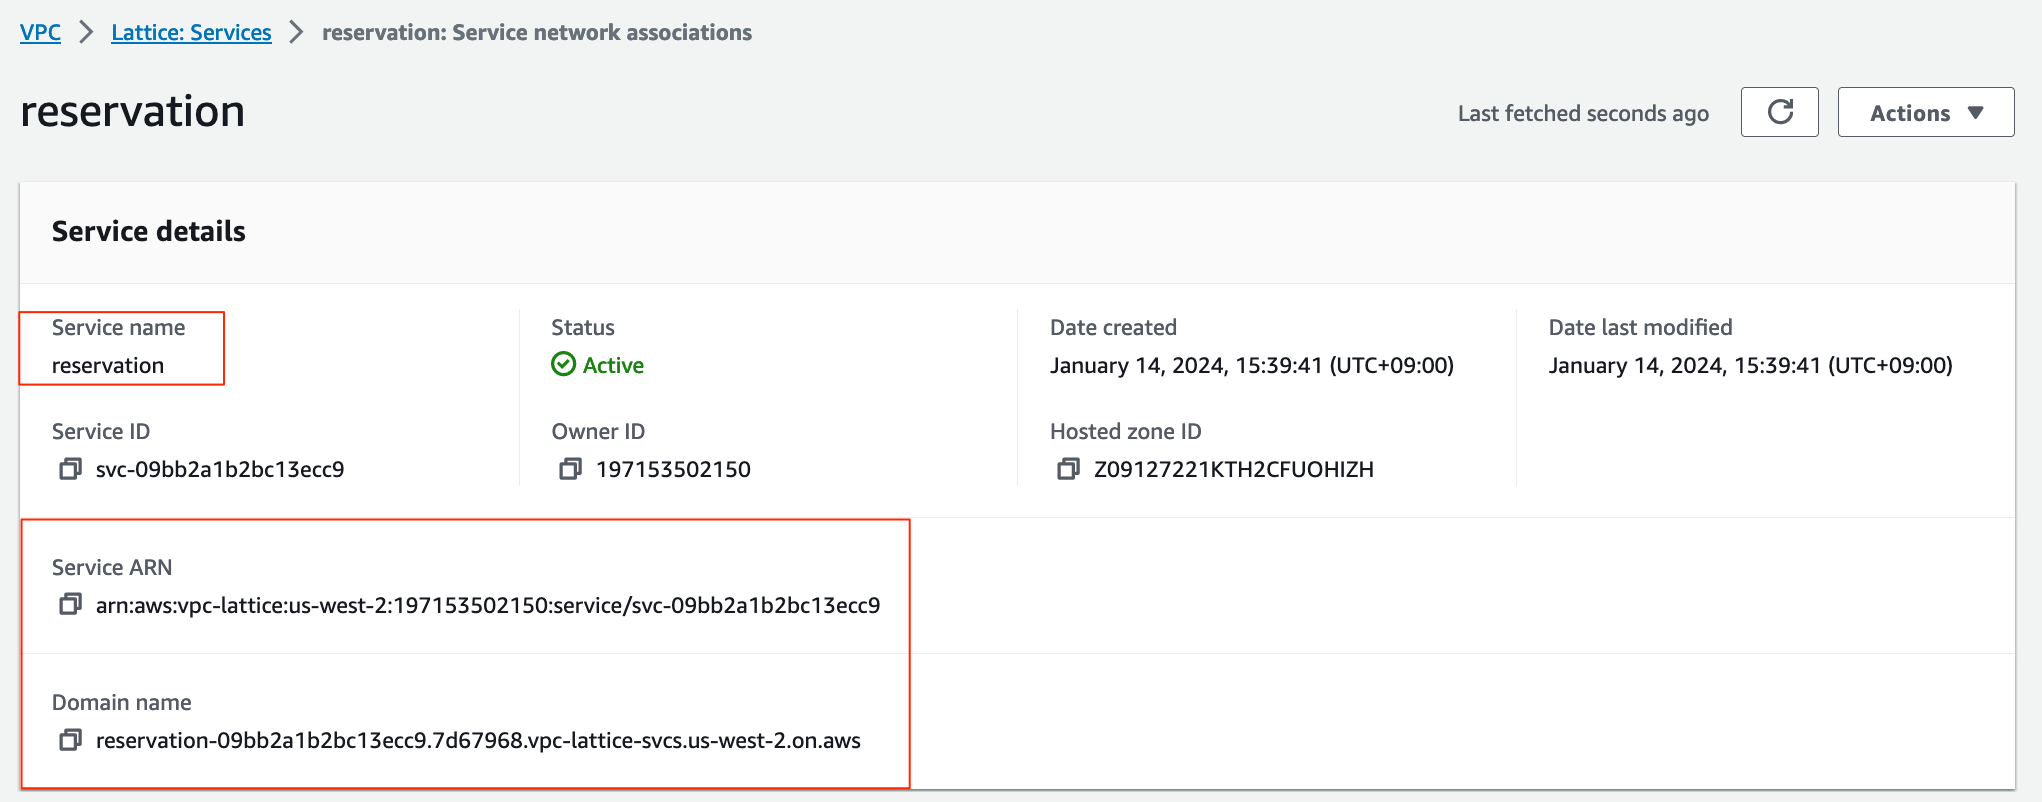 VPC > Lattice: Services > reservation: Service network associations
reservation
Last fetched seconds ago
Actions
Service details
Service name
reservation
Status
Active
Date created
January 14, 2024, 15:39:41 (UTC+09:00)
Date last modified
January 14, 2024, 15:39:41 (UTC+09:00)
Service ID
svc-09bb2a1b2bc13ecc9
Owner ID
197153502150
Hosted zone ID
Z09127221KTH2CFUOHIZH
Service ARN
arn:aws:vpc-lattice:us-west-2:197153502150:service/svc-09bb2a1b2bc13ecc9
Domain name
reservation-09bb2a1b2bc13ecc9.7d67968.vpc-lattice-svcs.us-west-2.on.aws